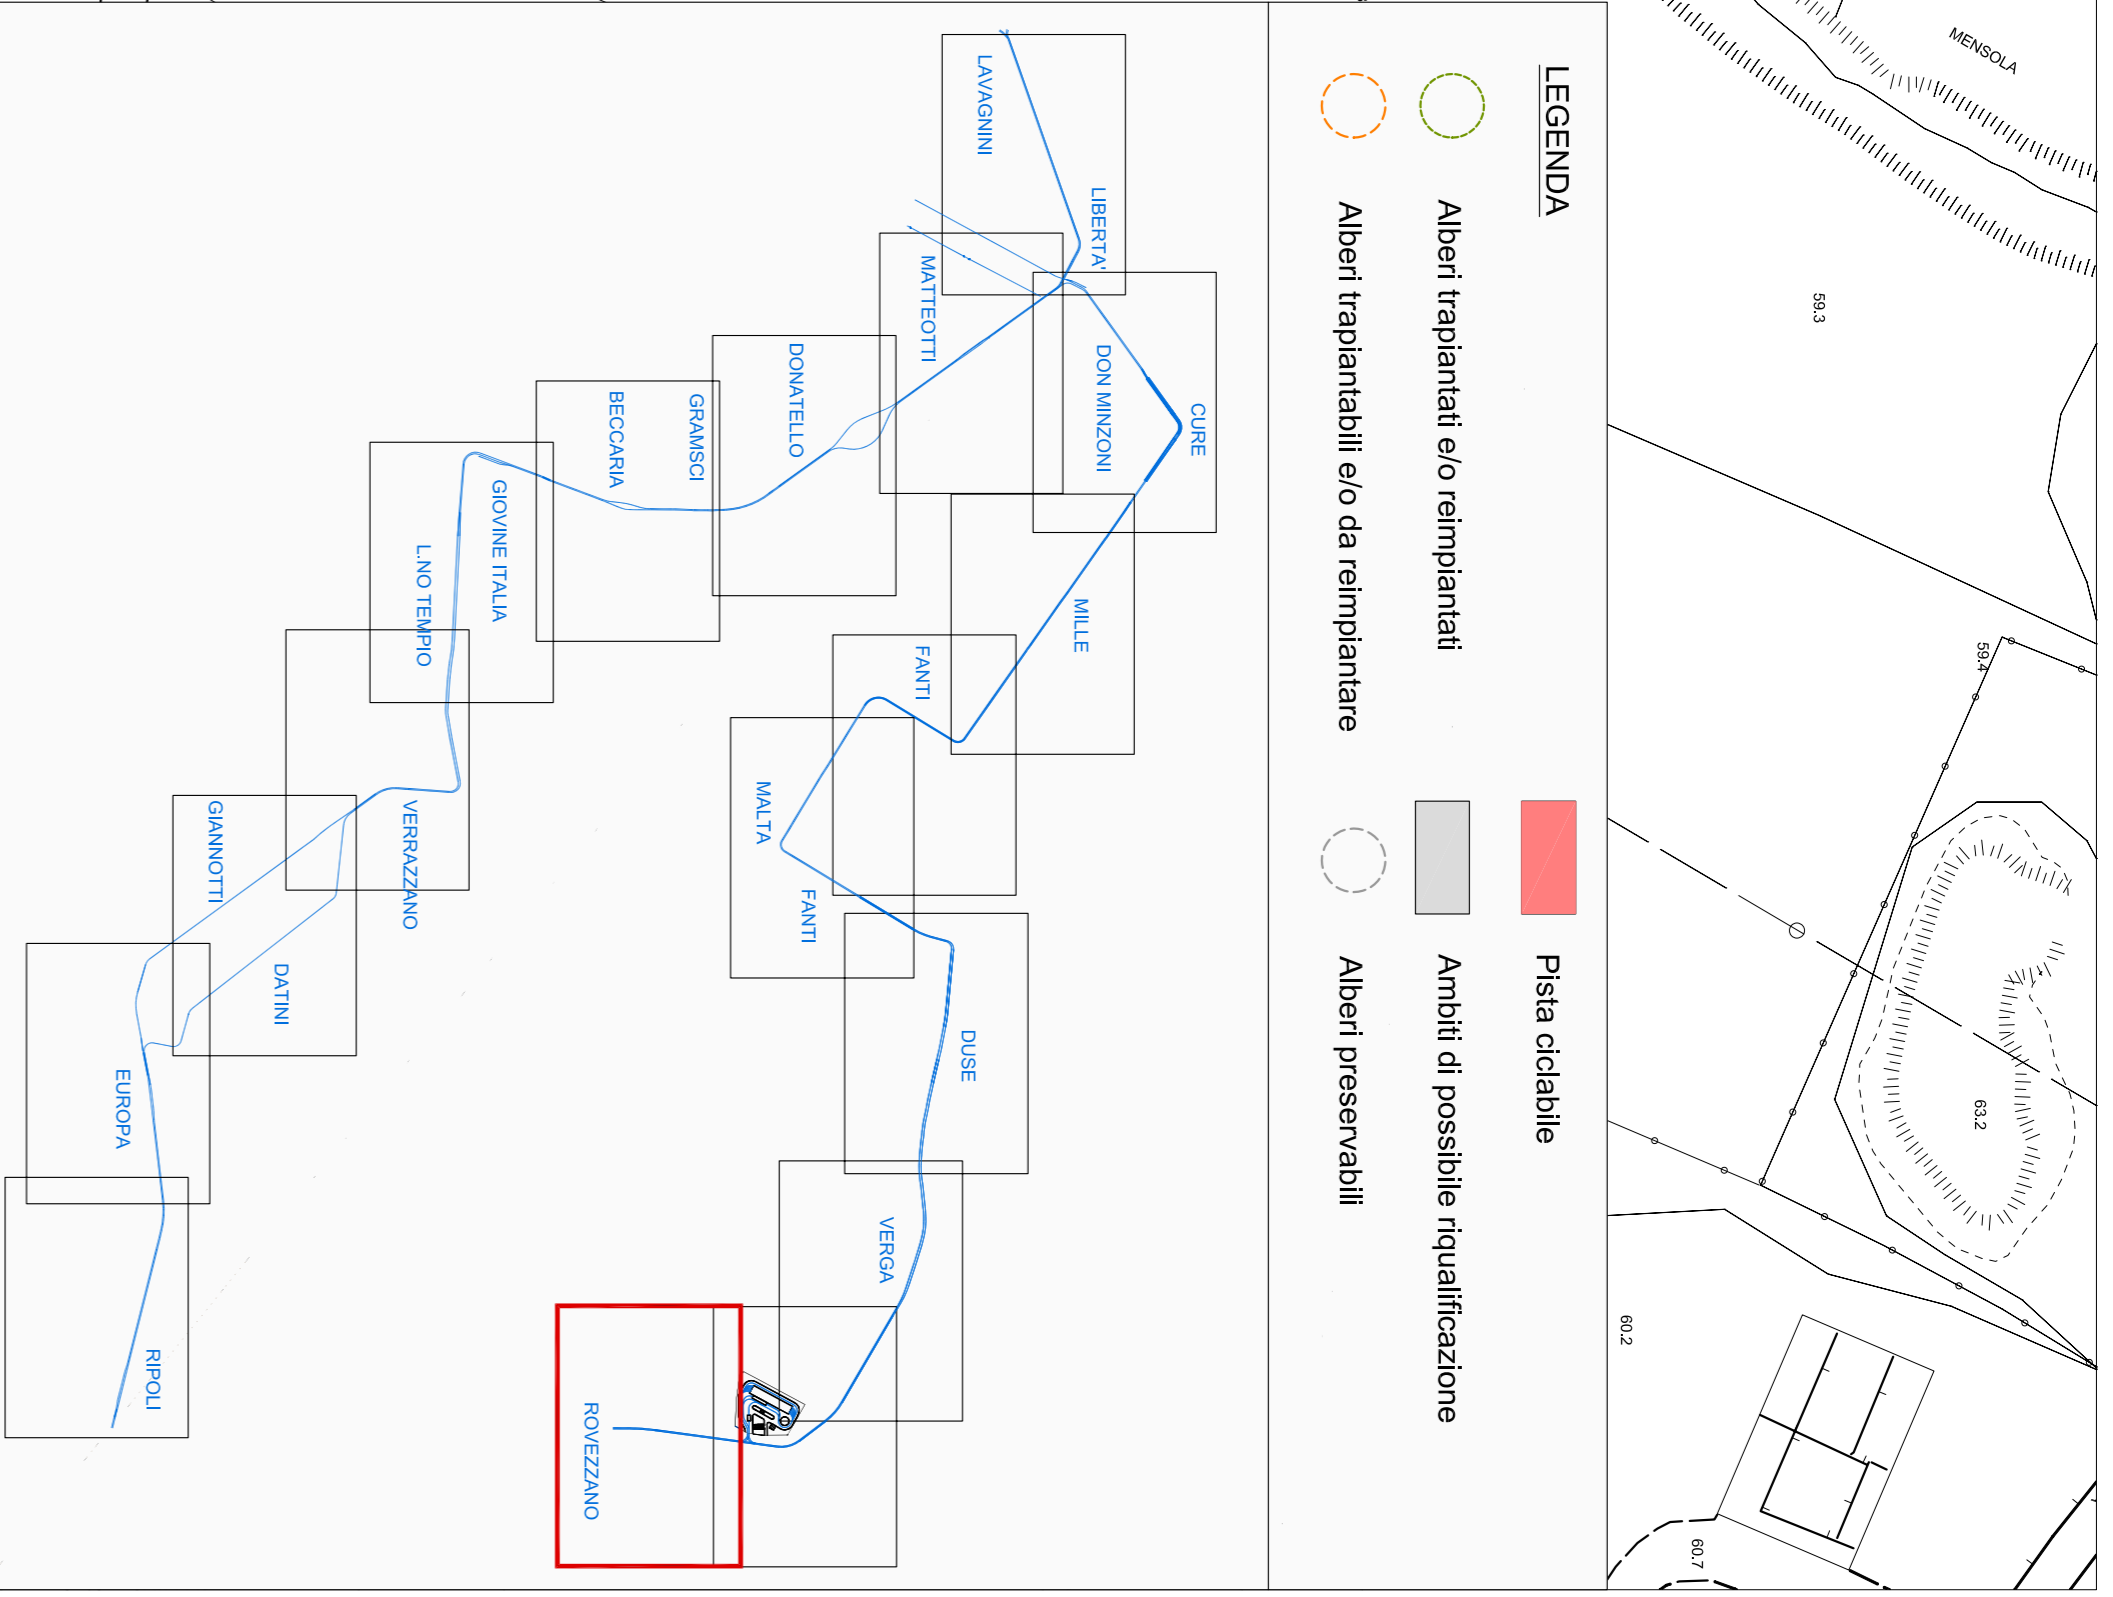 LEGENDA
Alberi trapiantati e/o reimpiantati
Alberi trapiantabili e/o da reimpiantare
Pista ciclabile
Ambiti di possibile riqualificazione
Alberi preservabili
MENSOLA
59.3
59.4
63.2
60.2
60.7
LAVAGNINI
LIBERTA'
MATTEOTTI
DON MINZONI
CURE
DONATELLO
GRAMSCI
BECCARIA
GIOVINE ITALIA
L.NO TEMPIO
MILLE
FANTI
MALTA
FANTI
VERRAZZANO
GIANNOTTI
DATINI
EUROPA
RIPOLI
DUSE
VERGA
ROVEZZANO